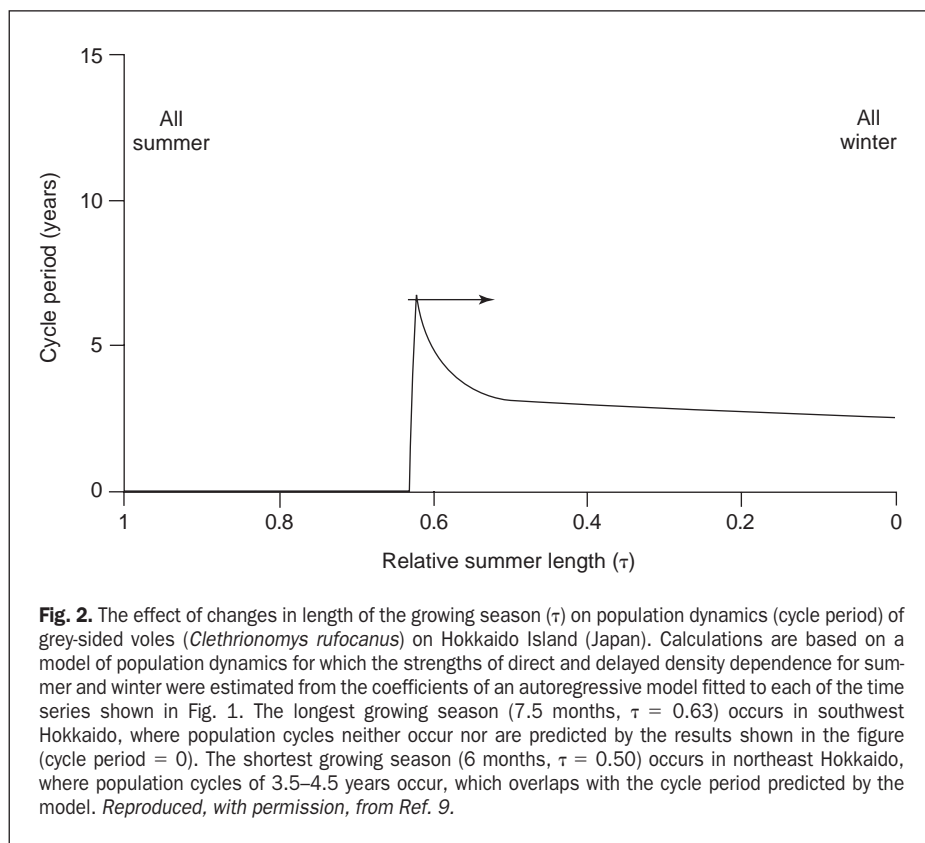 15
All
summer
All
winter
10
Cycle period (years)
5
0
1
0.8
0.6
0.4
0.2
0
Relative summer length (τ)
Fig. 2. The effect of changes in length of the growing season (τ) on population dynamics (cycle period) of
grey-sided voles (Clethrionomys rufocanus) on Hokkaido Island (Japan). Calculations are based on a
model of population dynamics for which the strengths of direct and delayed density dependence for sum-
mer and winter were estimated from the coefficients of an autoregressive model fitted to each of the time
series shown in Fig. 1. The longest growing season (7.5 months, τ = 0.63) occurs in southwest
Hokkaido, where population cycles neither occur nor are predicted by the results shown in the figure
(cycle period = 0). The shortest growing season (6 months, τ = 0.50) occurs in northeast Hokkaido,
where population cycles of 3.5–4.5 years occur, which overlaps with the cycle period predicted by the
model. Reproduced, with permission, from Ref. 9.